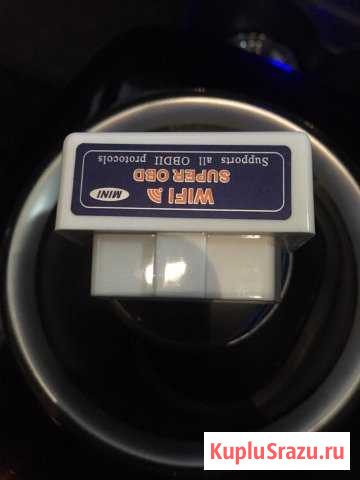 MINI
WIFI
SUPER OBD
Supports all OBDII protocols
KupluSrazu.ru